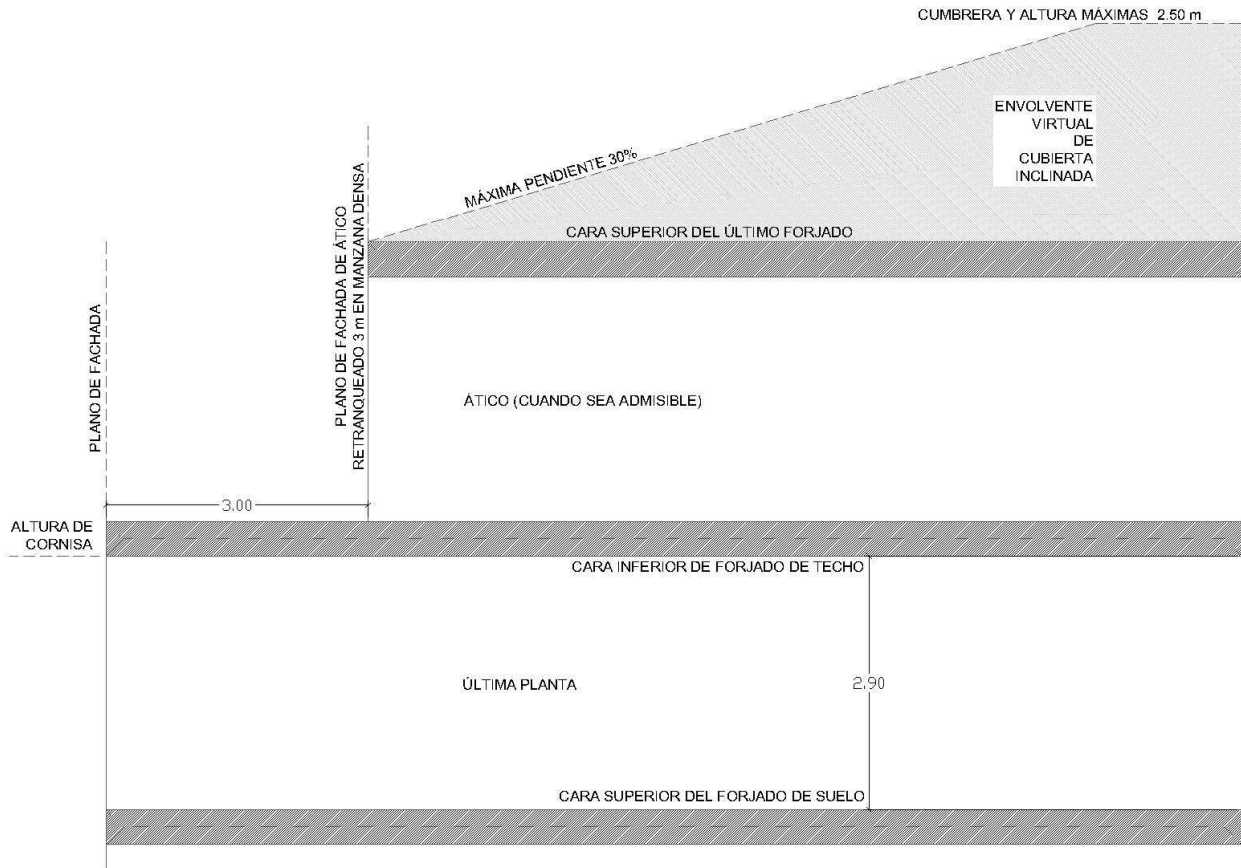 CUMBRERA Y ALTURA MÁXIMAS 2.50 m
ENVOLVENTE
VIRTUAL
DE
CUBIERTA
INCLINADA
MÁXIMA PENDIENTE 30%
CARA SUPERIOR DEL ÚLTIMO FORJADO
PLANO DE FACHADA
PLANO DE FACHADA DE ÁTICO
RETRANQUEADO 3 m EN MANZANA DENSA
ÁTICO (CUANDO SEA ADMISIBLE)
3.00
ALTURA DE
CORNISA
CARA INFERIOR DE FORJADO DE TECHO
ÚLTIMA PLANTA
2.90
CARA SUPERIOR DEL FORJADO DE SUELO